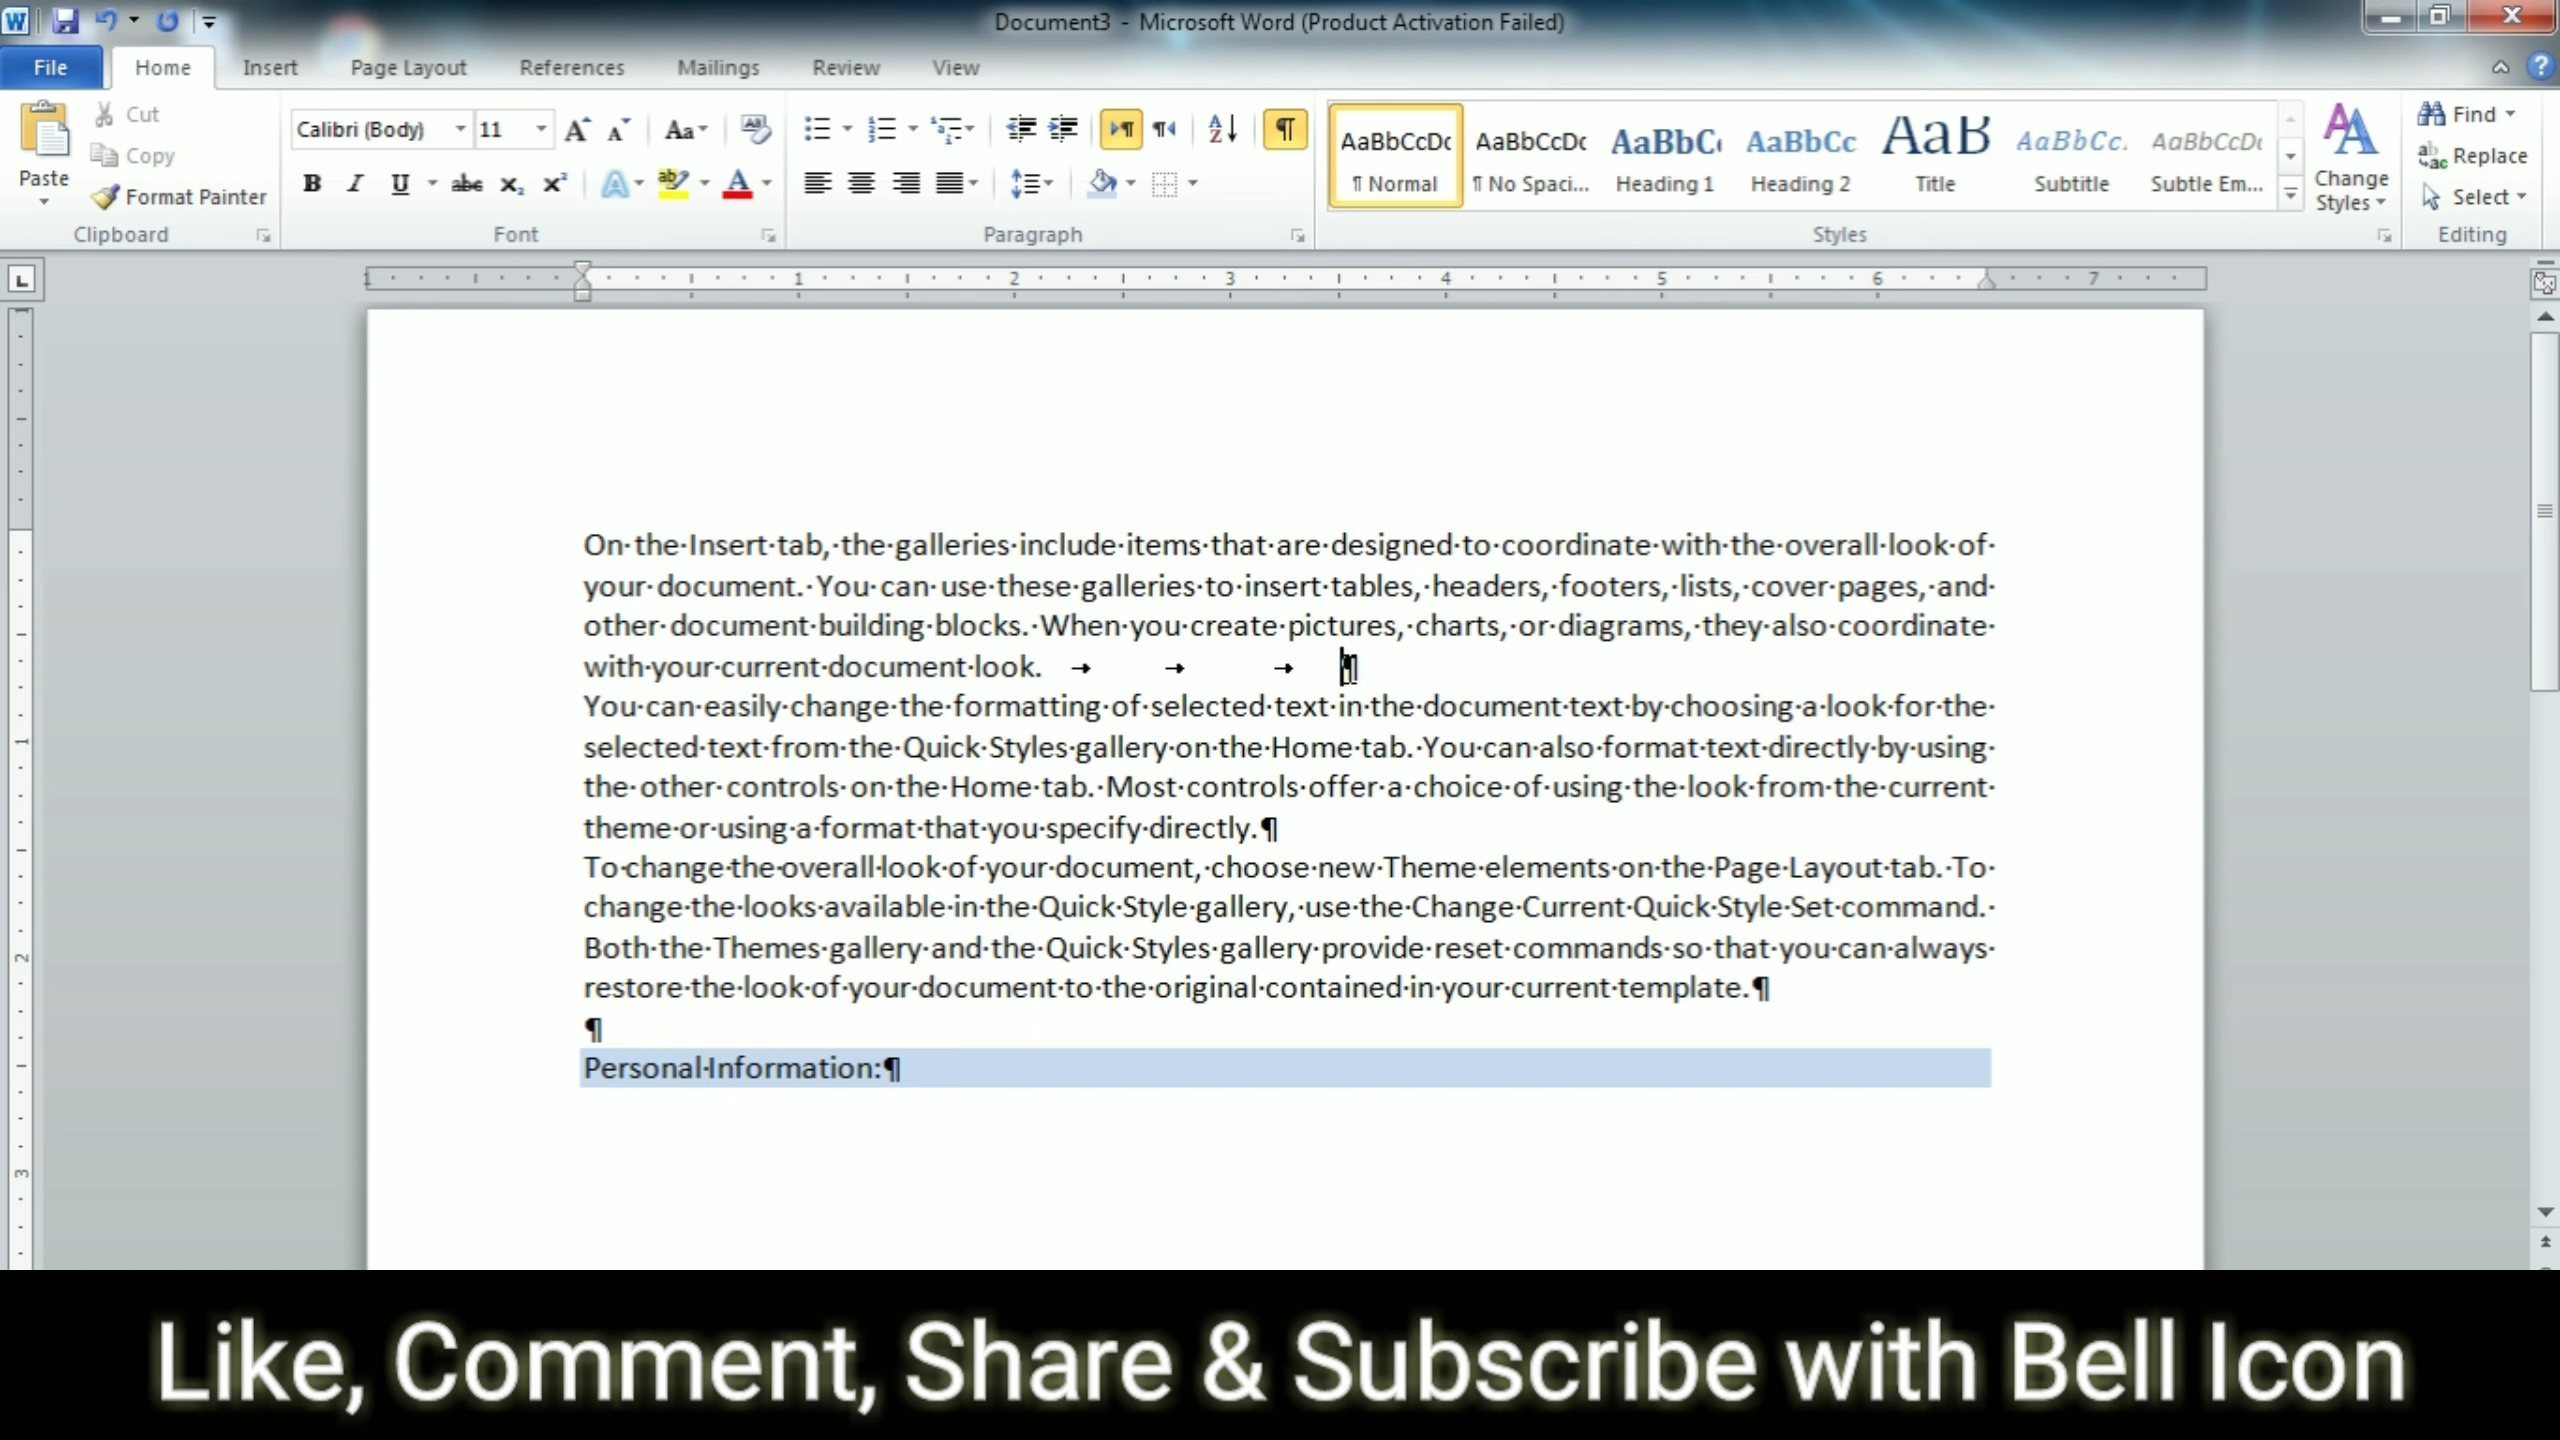 Document3 - Microsoft Word (Product Activation Failed)
File Home Insert Page Layout References Mailings Review View
Paste
Cut
Copy
Format Painter
Clipboard
Calibri (Body) 11
Font
Paragraph
AaBbCcDc AaBbCcDc AaBbC AaBbCc AaB AaBbCc. AaBbCcDc
¶ Normal ¶ No Spaci... Heading 1 Heading 2 Title Subtitle Subtle Em...
Change Styles
Styles
Find
Replace
Select
Editing
1 1 2 3 4 5 6 7
On·the·Insert·tab,·the·galleries·include·items·that·are·designed·to·coordinate·with·the·overall·look·of·
your·document.·You·can·use·these·galleries·to·insert·tables,·headers,·footers,·lists,·cover·pages,·and·
other·document·building·blocks.·When·you·create·pictures,·charts,·or·diagrams,·they·also·coordinate·
with·your·current·document·look. → → → ¶
You·can·easily·change·the·formatting·of·selected·text·in·the·document·text·by·choosing·a·look·for·the·
selected·text·from·the·Quick·Styles·gallery·on·the·Home·tab.·You·can·also·format·text·directly·by·using·
the·other·controls·on·the·Home·tab.·Most·controls·offer·a·choice·of·using·the·look·from·the·current·
theme·or·using·a·format·that·you·specify·directly.¶
To·change·the·overall·look·of·your·document,·choose·new·Theme·elements·on·the·Page·Layout·tab.·To·
change·the·looks·available·in·the·Quick·Style·gallery,·use·the·Change·Current·Quick·Style·Set·command.·
Both·the·Themes·gallery·and·the·Quick·Styles·gallery·provide·reset·commands·so·that·you·can·always·
restore·the·look·of·your·document·to·the·original·contained·in·your·current·template.¶
¶
Personal·Information:¶
1
2
3
Like, Comment, Share & Subscribe with Bell Icon